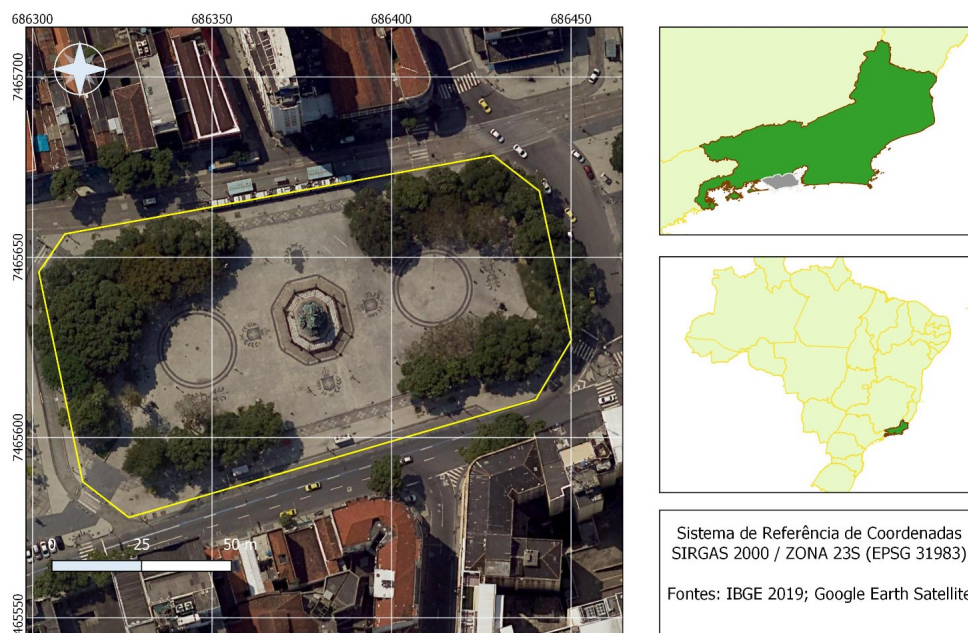 686300
686350
686400
686450
7465700
7465650
7465600
7465550
0
25
50 m
Sistema de Referência de Coordenadas
SIRGAS 2000 / ZONA 23S (EPSG 31983)
Fontes: IBGE 2019; Google Earth Satellite